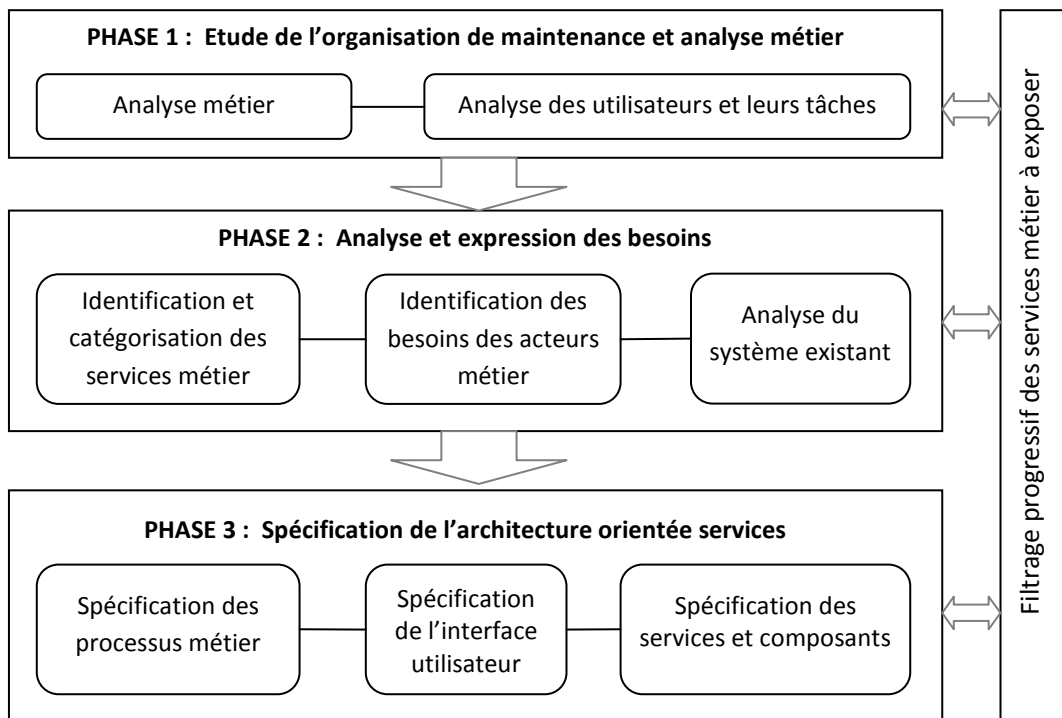 PHASE 1 : Etude de l’organisation de maintenance et analyse métier
Analyse métier
Analyse des utilisateurs et leurs tâches
PHASE 2 : Analyse et expression des besoins
Identification et
catégorisation des
services métier
Identification des
besoins des acteurs
métier
Analyse du
système existant
PHASE 3 : Spécification de l’architecture orientée services
Spécification des
processus métier
Spécification
de l’interface
utilisateur
Spécification des
services et composants
Filtrage progressif des services métier à exposer